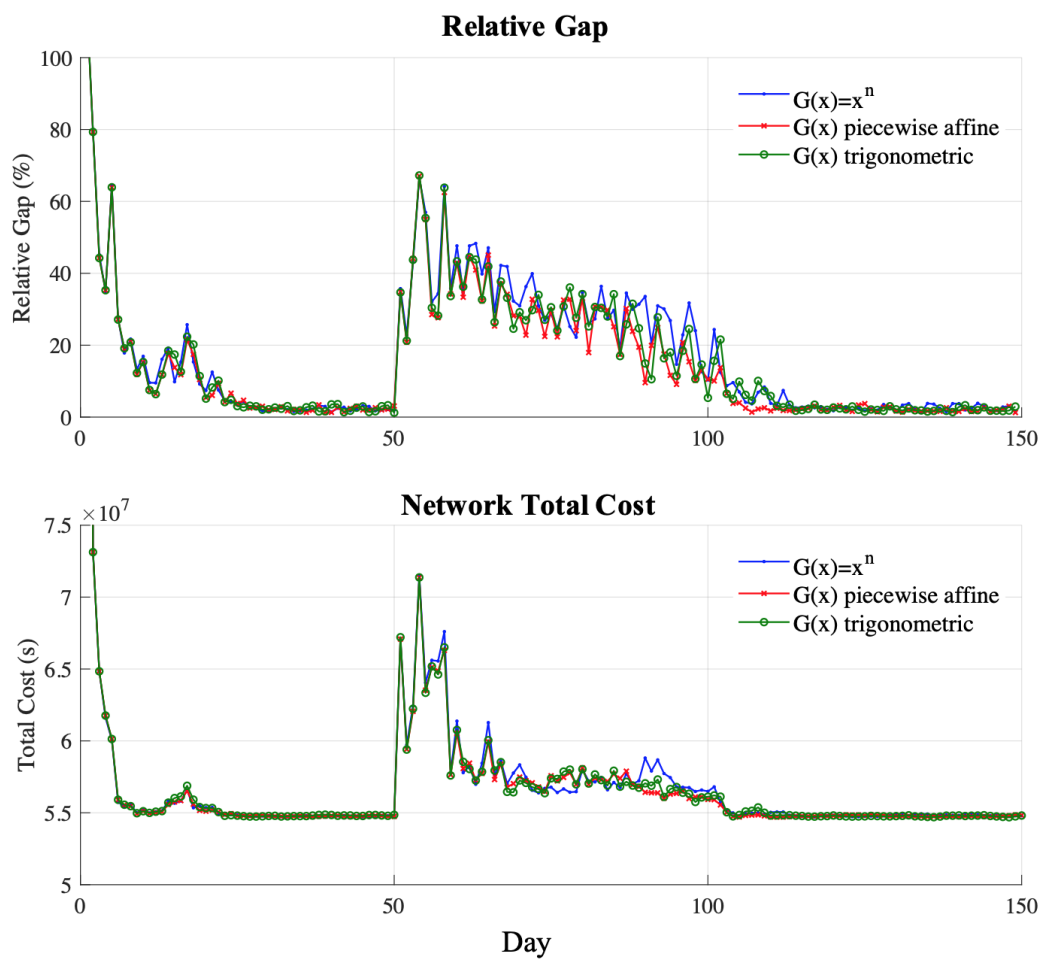 Relative Gap
100
80
60
40
20
0
Relative Gap (%)
G(x)=x^n
G(x) piecewise affine
G(x) trigonometric
0 50 100 150
Network Total Cost
×10^7
7.5
7
6.5
6
5.5
5
Total Cost (s)
G(x)=x^n
G(x) piecewise affine
G(x) trigonometric
0 50 100 150
Day